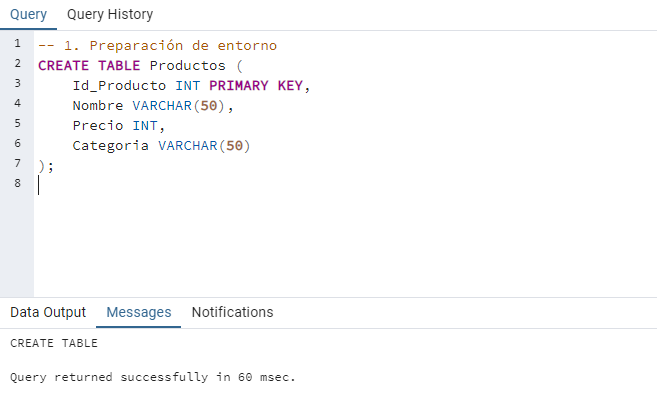 Query Query History
1 -- 1. Preparación de entorno
2 CREATE TABLE Productos (
3 Id_Producto INT PRIMARY KEY,
4 Nombre VARCHAR(50),
5 Precio INT,
6 Categoria VARCHAR(50)
7 );
8
Data Output Messages Notifications
CREATE TABLE
Query returned successfully in 60 msec.